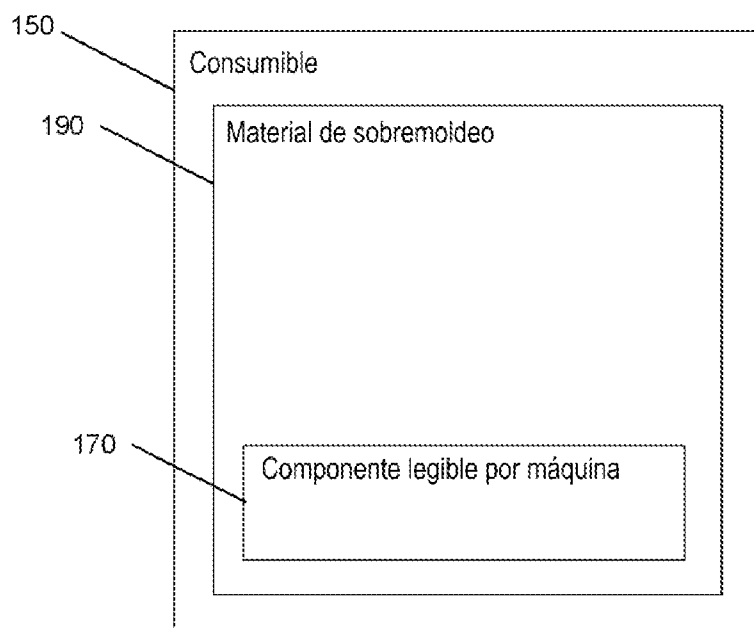 150
Consumible
190
Material de sobremoldeo
170
Componente legible por máquina